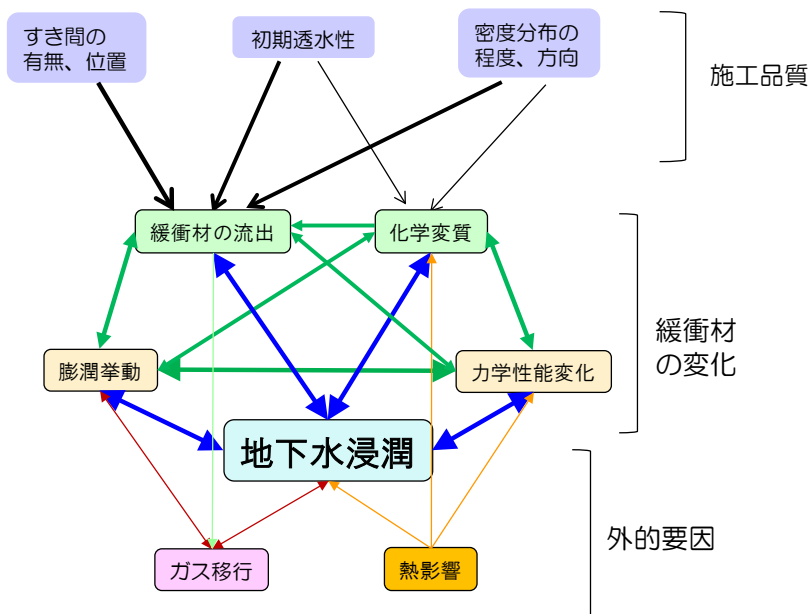 すき間の
有無、位置
初期透水性
密度分布の
程度、方向
施工品質
緩衝材の流出
化学変質
緩衝材
の変化
膨潤挙動
力学性能変化
地下水浸潤
外的要因
ガス移行
熱影響